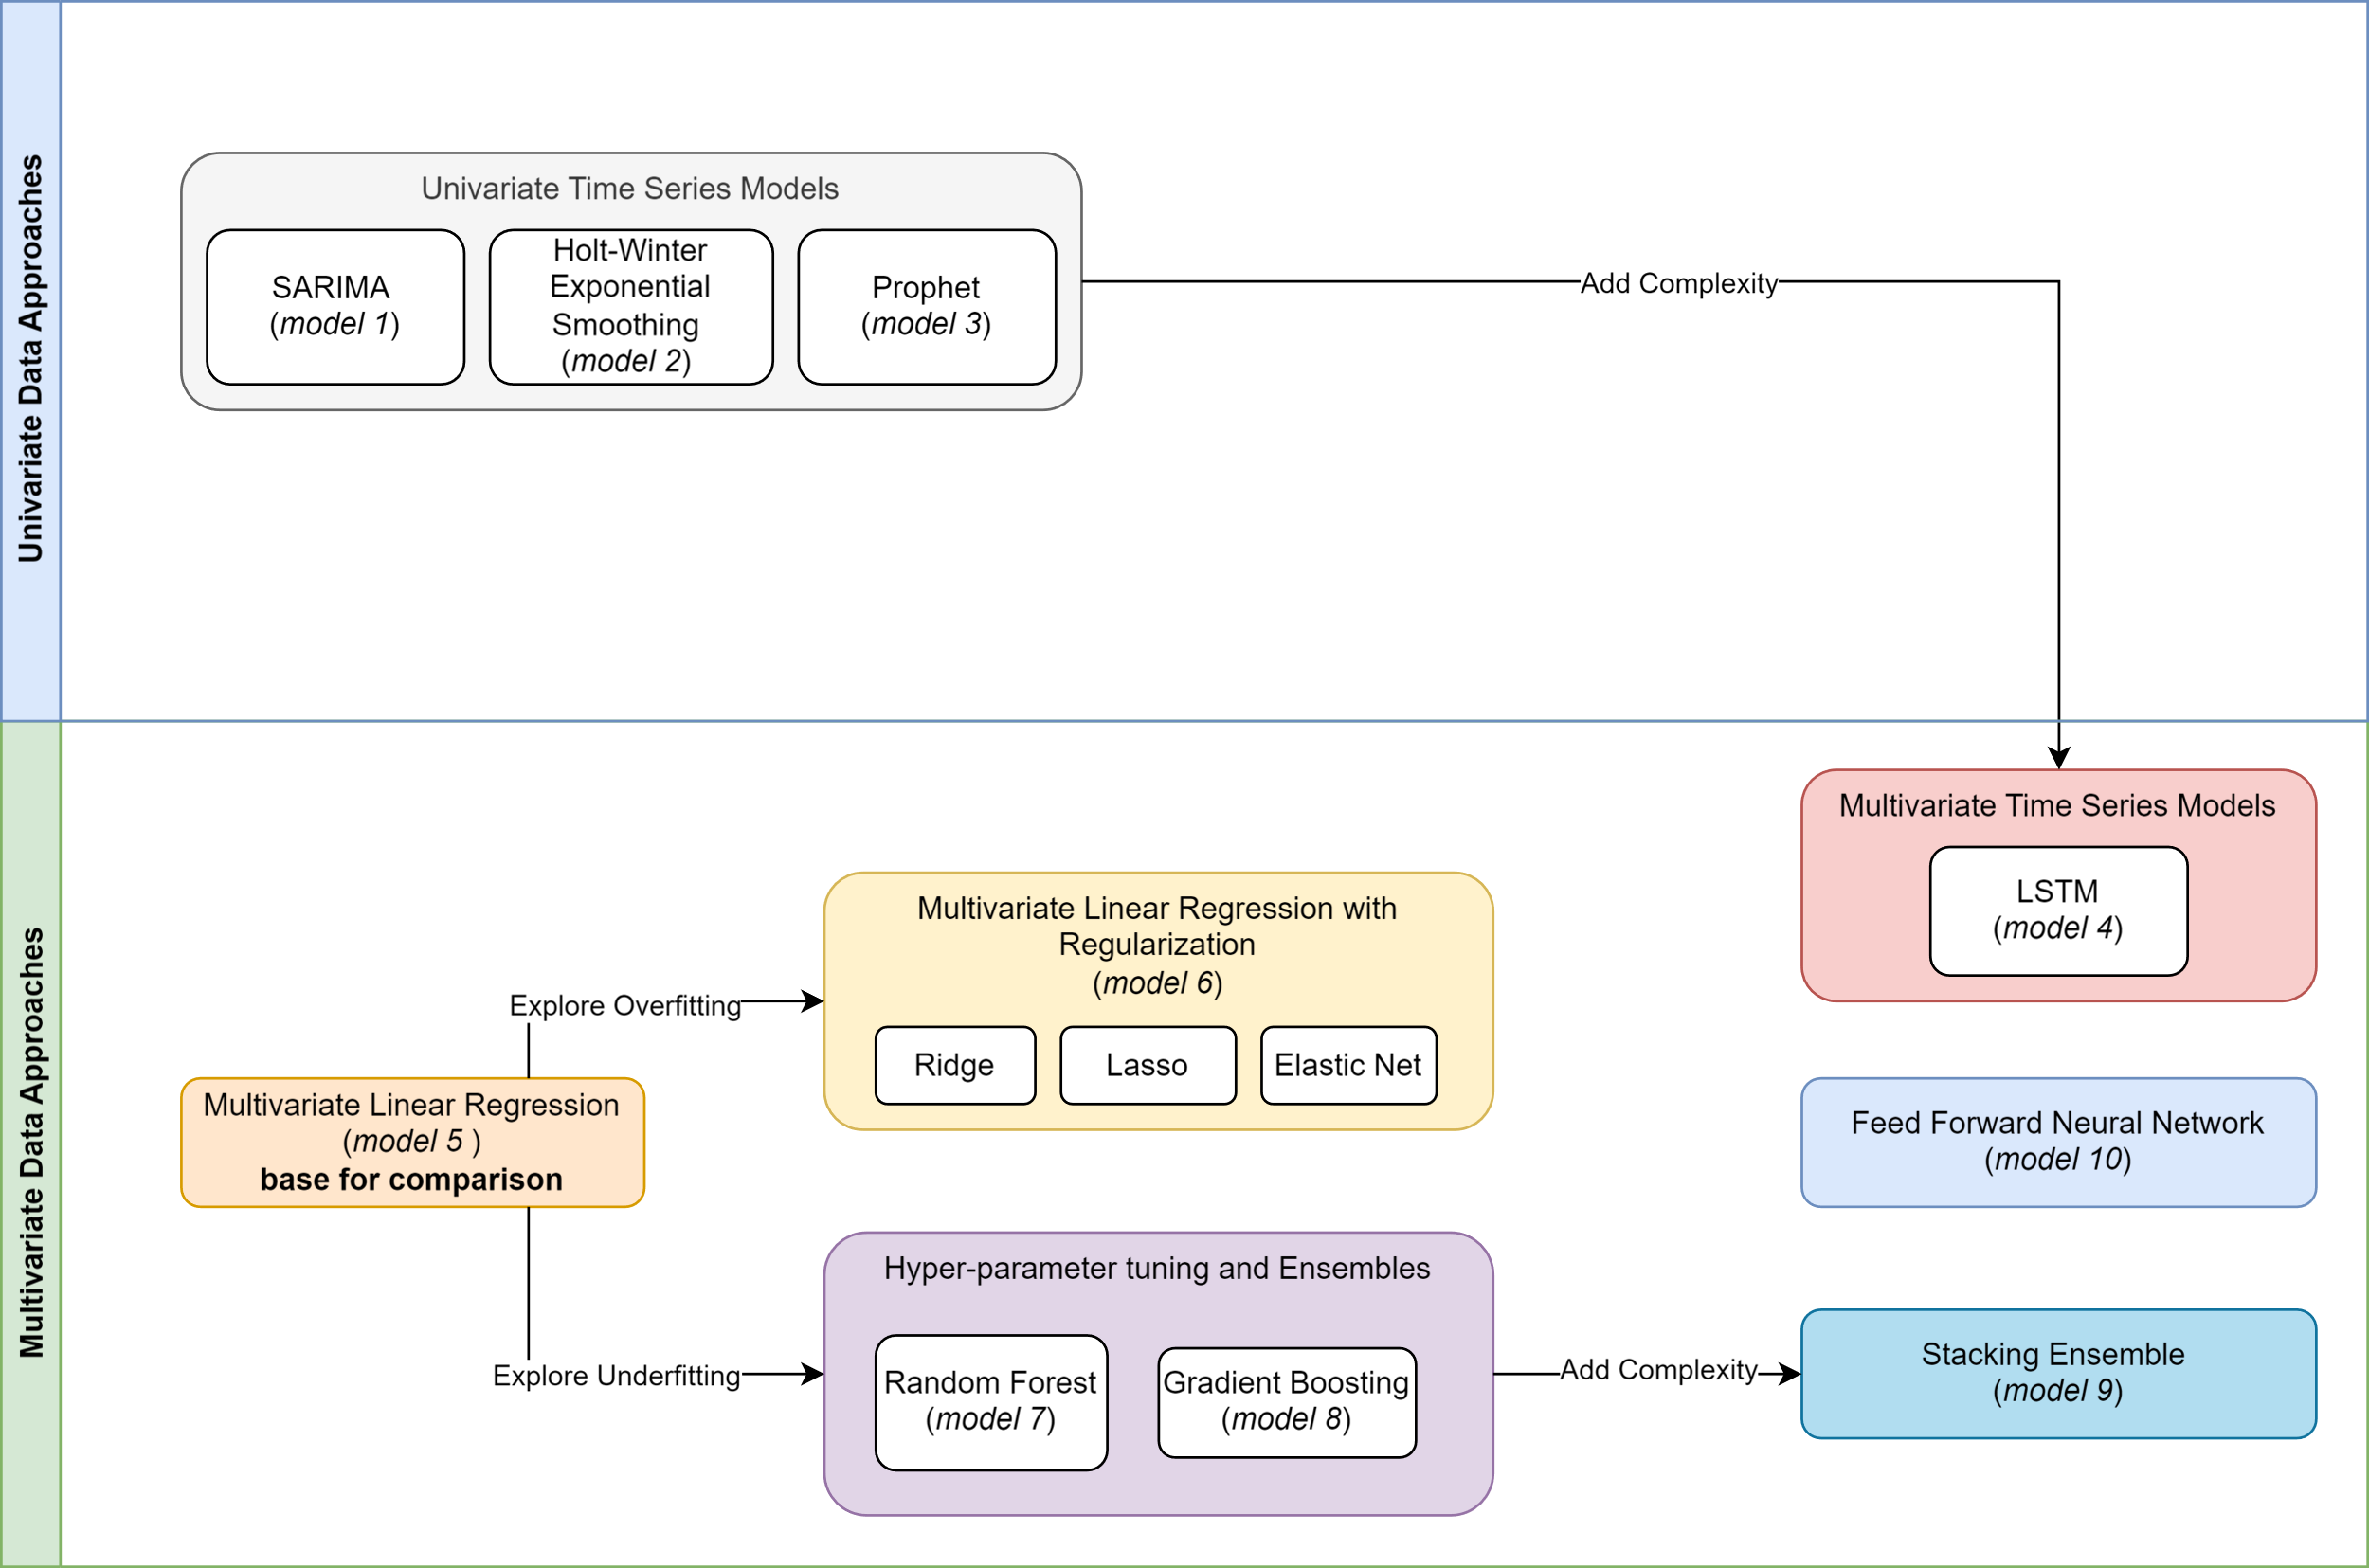 Univariate Data Approaches
Univariate Time Series Models
SARIMA
(model 1)
Holt-Winter
Exponential
Smoothing
(model 2)
Prophet
(model 3)
Add Complexity
Multivariate Data Approaches
Multivariate Time Series Models
LSTM
(model 4)
Multivariate Linear Regression with
Regularization
(model 6)
Ridge
Lasso
Elastic Net
Explore Overfitting
Multivariate Linear Regression
(model 5 )
base for comparison
Feed Forward Neural Network
(model 10)
Explore Underfitting
Hyper-parameter tuning and Ensembles
Random Forest
(model 7)
Gradient Boosting
(model 8)
Add Complexity
Stacking Ensemble
(model 9)